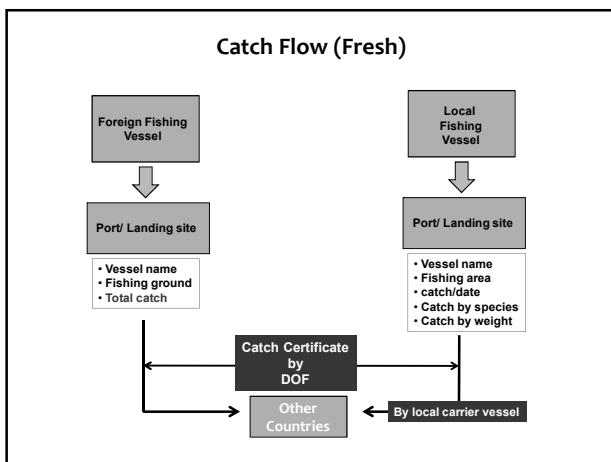 Catch Flow (Fresh)
Foreign Fishing
Vessel
Local
Fishing
Vessel
Port/ Landing site
Port/ Landing site
• Vessel name
• Fishing ground
• Total catch
• Vessel name
• Fishing area
• catch/date
• Catch by species
• Catch by weight
Catch Certificate
by
DOF
Other
Countries
By local carrier vessel